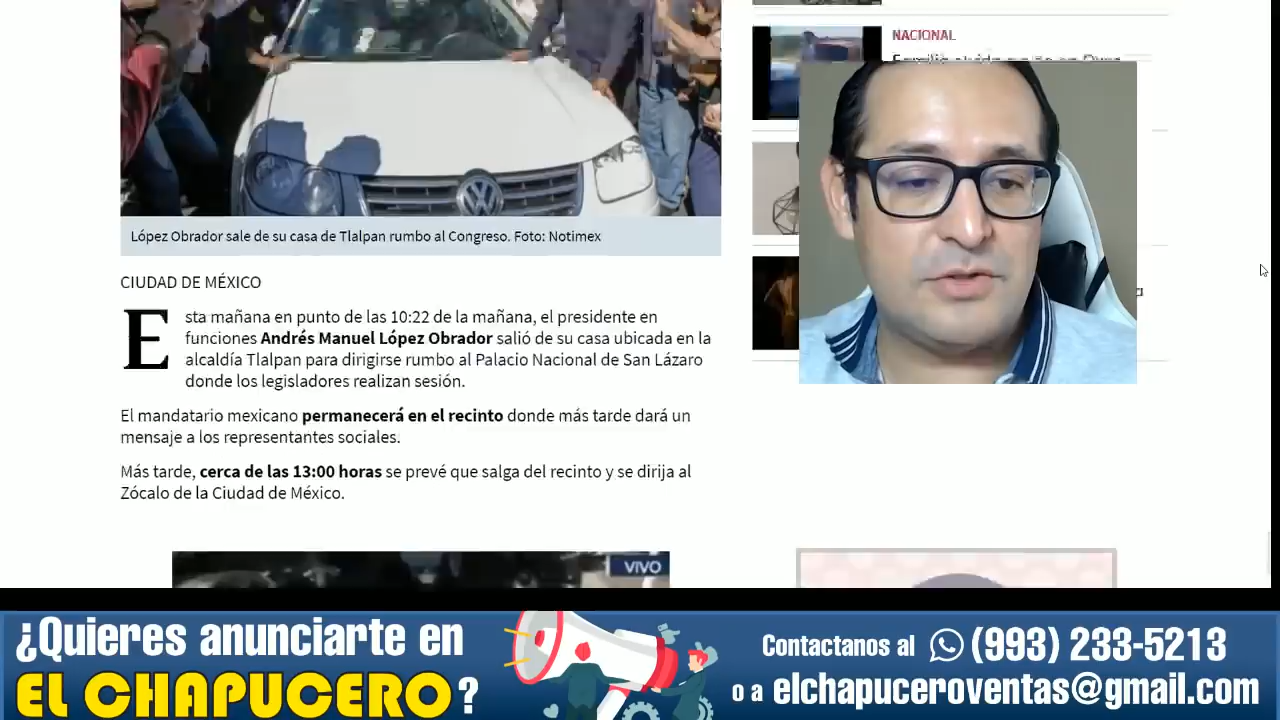 NACIONAL
López Obrador sale de su casa de Tlalpan rumbo al Congreso. Foto: Notimex
CIUDAD DE MÉXICO
Esta mañana en punto de las 10:22 de la mañana, el presidente en
funciones Andrés Manuel López Obrador salió de su casa ubicada en la
alcaldía Tlalpan para dirigirse rumbo al Palacio Nacional de San Lázaro
donde los legisladores realizan sesión.
El mandatario mexicano permanecerá en el recinto donde más tarde dará un
mensaje a los representantes sociales.
Más tarde, cerca de las 13:00 horas se prevé que salga del recinto y se dirija al
Zócalo de la Ciudad de México.
VIVO
¿Quieres anunciarte en
EL CHAPUCERO?
Contactanos al (993) 233-5213
o a elchapuceroventas@gmail.com